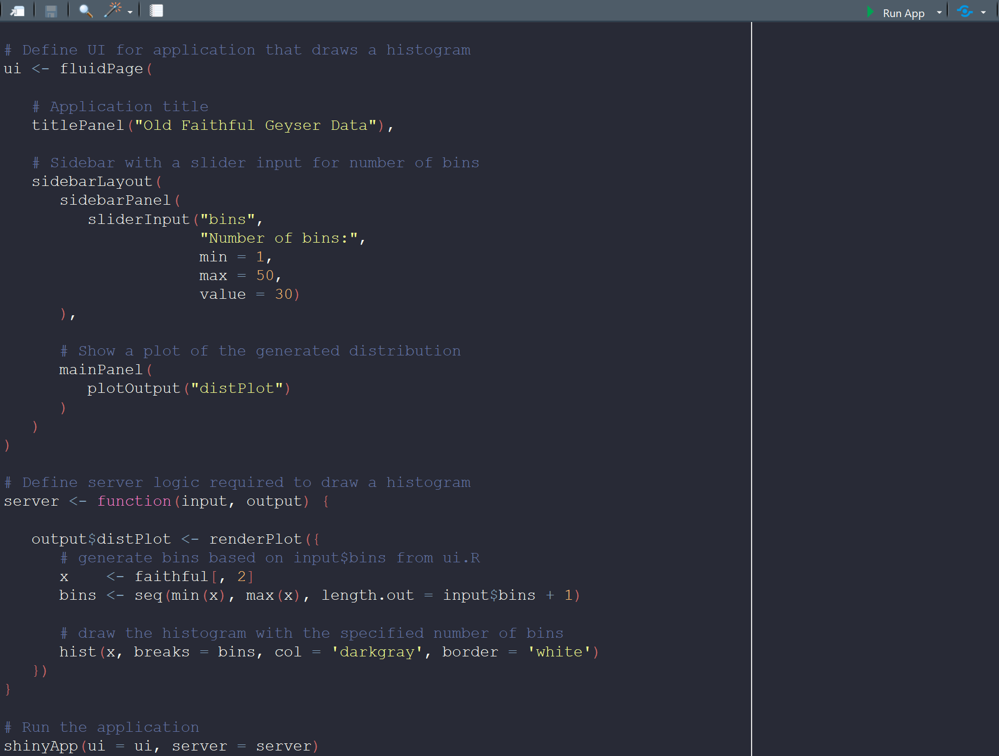 Run App
# Define UI for application that draws a histogram
ui <- fluidPage(
   # Application title
   titlePanel("Old Faithful Geyser Data"),
   # Sidebar with a slider input for number of bins
   sidebarLayout(
      sidebarPanel(
         sliderInput("bins",
                     "Number of bins:",
                     min = 1,
                     max = 50,
                     value = 30)
      ),
      # Show a plot of the generated distribution
      mainPanel(
         plotOutput("distPlot")
      )
   )
)
# Define server logic required to draw a histogram
server <- function(input, output) {
   output$distPlot <- renderPlot({
      # generate bins based on input$bins from ui.R
      x    <- faithful[, 2]
      bins <- seq(min(x), max(x), length.out = input$bins + 1)
      # draw the histogram with the specified number of bins
      hist(x, breaks = bins, col = 'darkgray', border = 'white')
   })
}
# Run the application
shinyApp(ui = ui, server = server)